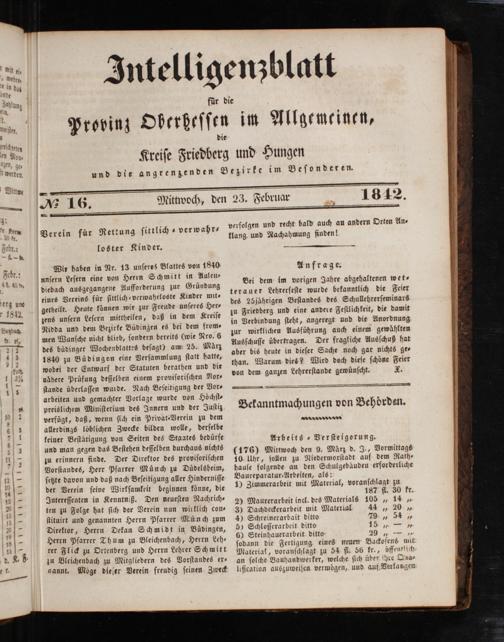 Intelligenzblatt
für die
Provinz Oberhessen im Allgemeinen,
die
Kreise Friedberg und Hungen
und die angrenzenden Bezirke im Besonderen.
№ 16. Mittwoch, den 23. Februar 1842.
Verein für Rettung sittlich-verwahr-
loster Kinder.
Wir haben in Nr. 13 unseres Blattes von 1840
unsern Lesern eine von Herrn Schmitt in Aulen-
diebach ausgegangene Aufforderung zur Gründung
eines Vereins für sittlich-verwahrloste Kinder mit-
getheilt. Heute können wir zur Freude unseres Her-
zens unsern Lesern mittheilen, daß in dem Kreise
Nidda und dem Bezirke Büdingen es bei dem from-
men Wunsche nicht blieb, sondern bereits (wie Nro. 6
des büdinger Wochenblattes besagt) am 25. März
1840 zu Büdingen eine Versammlung statt hatte,
wobei der Entwurf der Statuten berathen und die
nähere Prüfung desselben einem provisorischen Vor-
stande überlassen wurde. Nach Beseitigung der Vor-
arbeiten und gemachter Vorlage wurde von Höchst-
preislichem Ministerium des Innern und der Justiz
verfügt, daß, wenn sich ein Privat-Verein zu dem
allerdings löblichen Zwecke bilden wolle, derselbe
keiner Bestätigung von Seiten des Staates bedürfe
und man gegen das Bestehen desselben durchaus nichts
zu erinnern finde. Der Direktor des provisorischen
Vorstandes, Herr Pfarrer Münch zu Düdelsheim,
setzte davon und daß nach Beseitigung aller Hindernisse
der Verein seine Wirksamkeit beginnen könne, die
Interessenten in Kenntniß. Den neuesten Nachrich-
ten zu Folge hat sich der Verein nun wirklich con-
stituirt und genannten Herrn Pfarrer Münch zum
Direktor, Herrn Dekan Schmidt in Büdingen,
Herrn Pfarrer Thum zu Bleichenbach, Herrn Leh-
rer Flick zu Ortenberg und Herrn Lehrer Schmitt
zu Bleichenbach zu Mitgliedern des Vorstandes er-
nannt. Möge dieser Verein freudig seinen Zweck
verfolgen und recht bald auch an andern Orten An-
klang und Nachahmung finden!
Anfrage.
Bei dem im vorigen Jahre abgehaltenen wet-
terauer Lehrerfeste wurde bekanntlich die Feier
des 25jährigen Bestandes des Schullehrerseminars
zu Friedberg und eine andere Festlichkeit, die damit
in Verbindung steht, angeregt und die Anordnung
zur wirklichen Ausführung auch einem gewählten
Ausschusse übertragen. Der fragliche Ausschuß hat
aber bis heute in dieser Sache noch gar nichts ge-
than. Warum dies? Wird doch diese schöne Feier
von dem ganzen Lehrerstande gewünscht. X.
Bekanntmachungen von Behörden.
Arbeits-Versteigerung.
(176) Mittwoch den 9. März d. J., Vormittags
10 Uhr, sollen zu Niederwöllstadt auf dem Rath-
hause folgende an den Schulgebäuden erforderliche
Baureparatur-Arbeiten, als:
1) Zimmerarbeit mit Material, voranschlagt zu
187 fl. 30 kr.
2) Maurerarbeit incl. des Materials 105 „ 14 „
3) Dachdeckerarbeit mit Material 44 „ 20 „
4) Schreinerarbeit ditto 79 „ 54 „
5) Schlosserarbeit ditto 15 „ — „
6) Steinhauerarbeit ditto 29 „ — „
sodann die Fertigung eines neuen Backofens mit
Material, voranschlagt zu 54 fl. 56 kr., öffentlich
an solche Bauhandwerker, welche sich über ihre Qua-
lification auszuweisen vermögen, und auf Verlangen